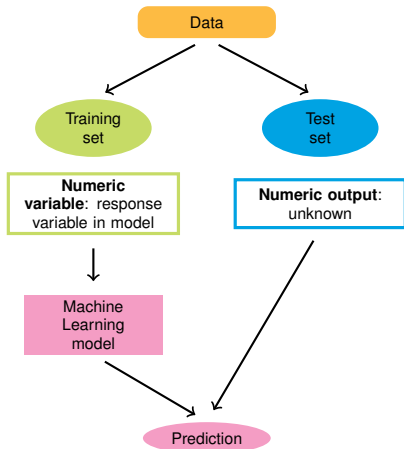 Data
Training
set
Test
set
Numeric
variable: response
variable in model
Numeric output:
unknown
Machine
Learning
model
Prediction